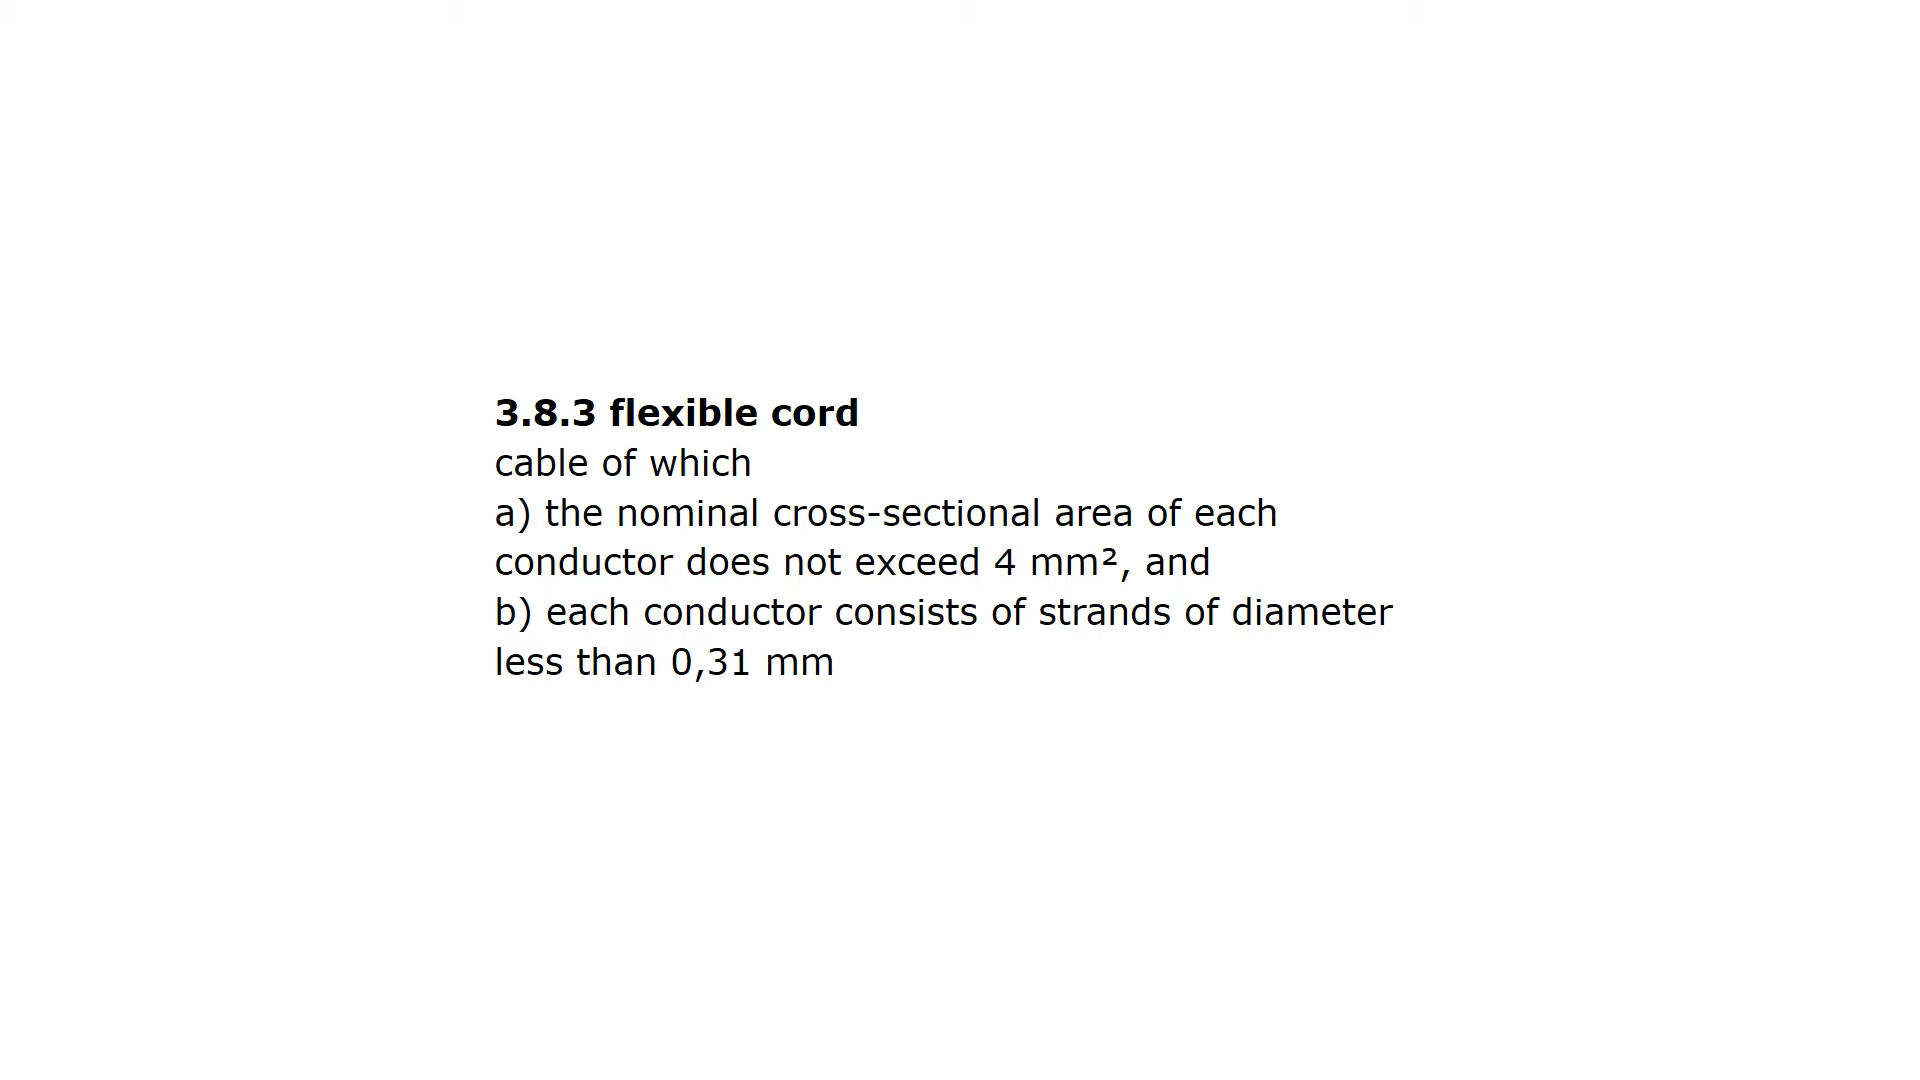 3.8.3 flexible cord
cable of which
a) the nominal cross-sectional area of each
conductor does not exceed 4 mm², and
b) each conductor consists of strands of diameter
less than 0,31 mm